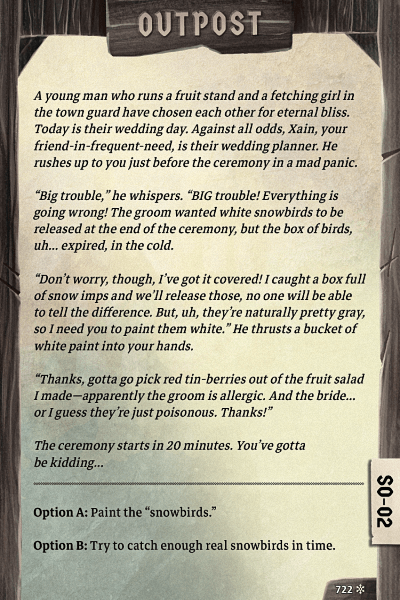 OUTPOST
A young man who runs a fruit stand and a fetching girl in
the town guard have chosen each other for eternal bliss.
Today is their wedding day. Against all odds, Xain, your
friend-in-frequent-need, is their wedding planner. He
rushes up to you just before the ceremony in a mad panic.
“Big trouble,” he whispers. “BIG trouble! Everything is
going wrong! The groom wanted white snowbirds to be
released at the end of the ceremony, but the box of birds,
uh... expired, in the cold.
“Don’t worry, though, I’ve got it covered! I caught a box full
of snow imps and we’ll release those, no one will be able
to tell the difference. But, uh, they’re naturally pretty gray,
so I need you to paint them white.” He thrusts a bucket of
white paint into your hands.
“Thanks, gotta go pick red tin-berries out of the fruit salad
I made—apparently the groom is allergic. And the bride...
or I guess they’re just poisonous. Thanks!”
The ceremony starts in 20 minutes. You’ve gotta
be kidding...
Option A: Paint the “snowbirds.”
Option B: Try to catch enough real snowbirds in time.
SO-02
722